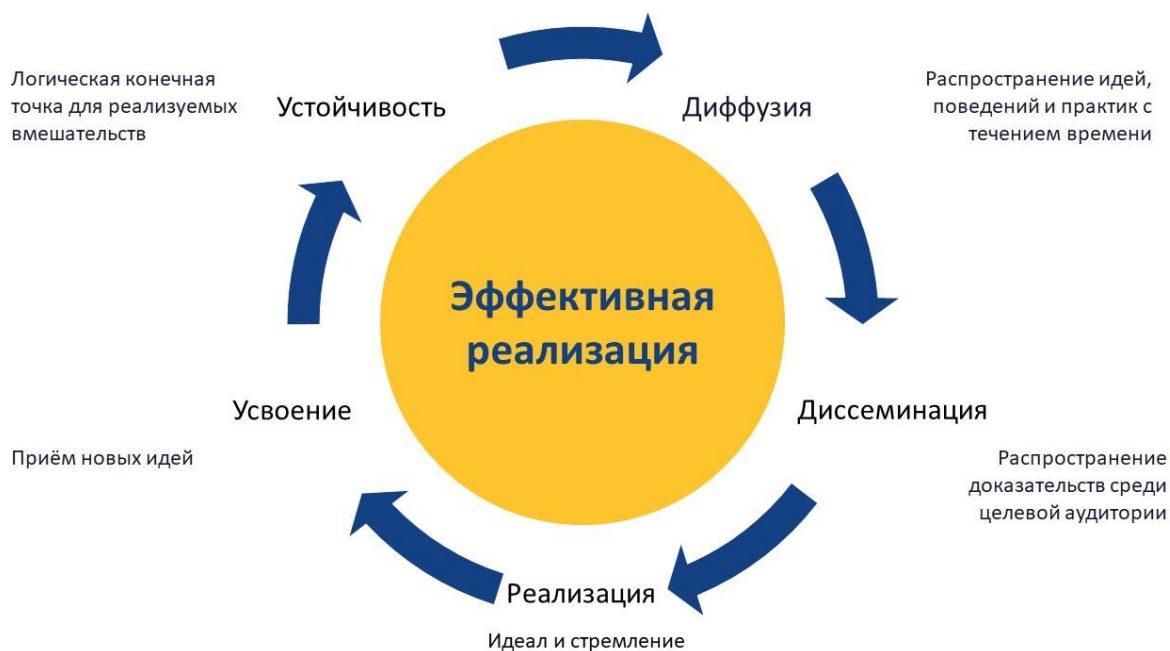 Логическая конечная
точка для реализуемых
вмешательств
Устойчивость
Диффузия
Распространение идей,
поведений и практик с
течением времени
Эффективная
реализация
Усвоение
Приём новых идей
Диссеминация
Распространение
доказательств среди
целевой аудитории
Реализация
Идеал и стремление